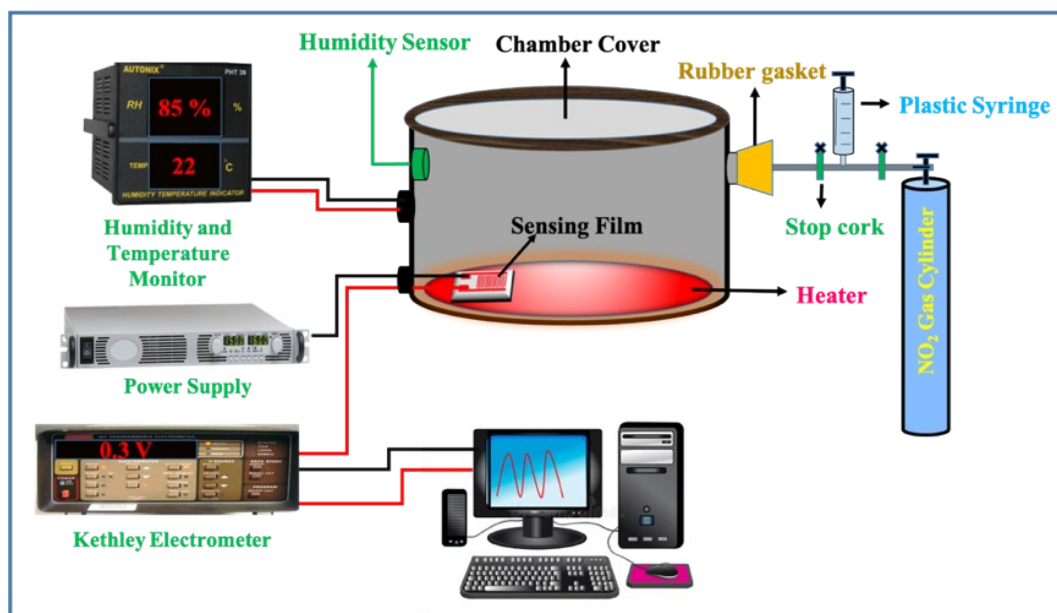 Humidity Sensor
Chamber Cover
Rubber gasket
Plastic Syringe
AUTONIX
PHT 39
RH
85 %
%
TEMP
22
°C
HUMIDITY TEMPERATURE INDICATOR
Humidity and
Temperature
Monitor
Sensing Film
Stop cork
Heater
NO₂ Gas Cylinder
Power Supply
0.3 V
Kethley Electrometer